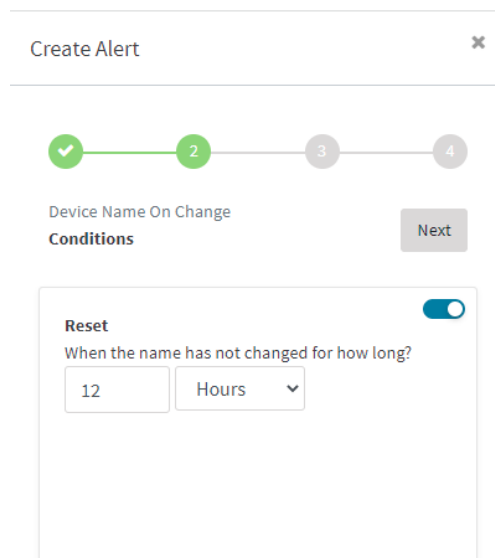 Create Alert
2
3
4
Device Name On Change
Conditions
Next
Reset
When the name has not changed for how long?
12
Hours